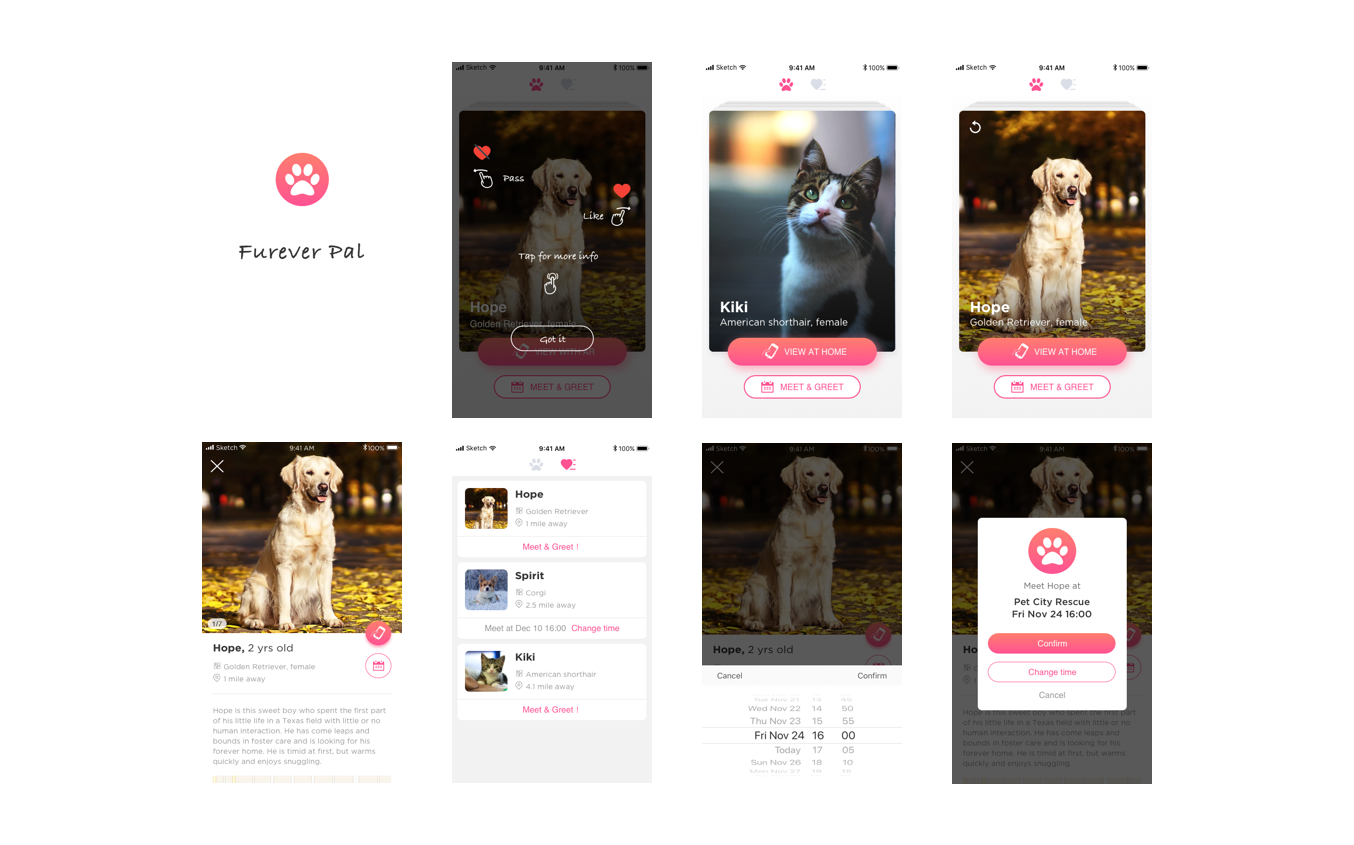 Furever Pal
Sketch 9:41 AM 100%
Pass
Like
Tap for more info
Hope
Golden Retriever, female
Got it
VIEW WITH AR
MEET & GREET
Sketch 9:41 AM 100%
Kiki
American shorthair, female
VIEW AT HOME
MEET & GREET
Sketch 9:41 AM 100%
Hope
Golden Retriever, female
VIEW AT HOME
MEET & GREET
Sketch 9:41 AM 100%
1/7
Hope, 2 yrs old
Golden Retriever, female
1 mile away
Hope is this sweet boy who spent the first part
of his little life in a Texas field with little or no
human interaction. He has come leaps and
bounds in foster care and is looking for his
forever home. He is timid at first, but warms
quickly and enjoys snuggling.
Sketch 9:41 AM 100%
Hope
Golden Retriever
1 mile away
Meet & Greet !
Spirit
Corgi
2.5 mile away
Meet at Dec 10 16:00 Change time
Kiki
American shorthair
4.1 mile away
Meet & Greet !
Sketch 9:41 AM 100%
Hope, 2 yrs old
Cancel Confirm
Tue Nov 21 13 45
Wed Nov 22 14 50
Thu Nov 23 15 55
Fri Nov 24 16 00
Today 17 05
Sun Nov 26 18 10
Mon Nov 27 19 15
Sketch 9:41 AM 100%
Meet Hope at
Pet City Rescue
Fri Nov 24 16:00
Confirm
Change time
Cancel
Ho
Hope is this sweet boy who spent the first part
of his little life in a Texas field with little or no
human interaction. He has come leaps and
bounds in foster care and is looking for his
forever home. He is timid at first, but warms
quickly and enjoys snuggling.